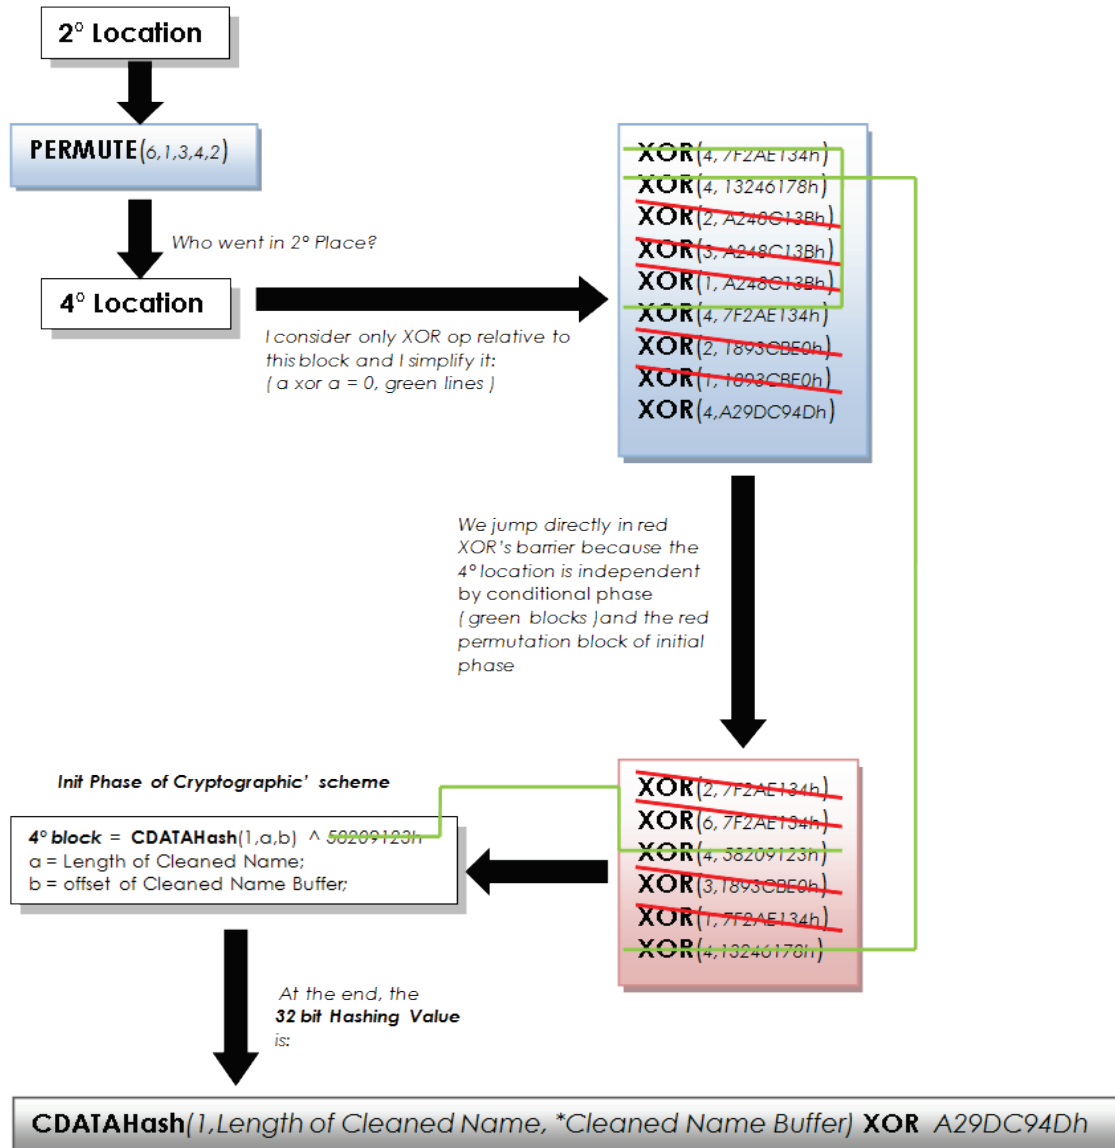 2° Location
PERMUTE(6,1,3,4,2)
Who went in 2° Place?
4° Location
I consider only XOR op relative to
this block and I simplify it:
( a xor a = 0, green lines )
XOR(4, 7F2AE134h)
XOR(4, 13246178h)
XOR(2, A248C13Bh)
XOR(3, A248C13Bh)
XOR(1, A248C13Bh)
XOR(4, 7F2AE134h)
XOR(2, 1893CBE0h)
XOR(1, 1893CBE0h)
XOR(4,A29DC94Dh)
We jump directly in red
XOR's barrier because the
4° location is independent
by conditional phase
( green blocks )and the red
permutation block of initial
phase
XOR(2, 7F2AE134h)
XOR(6, 7F2AE134h)
XOR(4, 58209123h)
XOR(3,1893CBE0h)
XOR(1, 7F2AE134h)
XOR(4,13246178h)
Init Phase of Cryptographic' scheme
4° block = CDATAHash(1,a,b) ^ 58209123h
a = Length of Cleaned Name;
b = offset of Cleaned Name Buffer;
At the end, the
32 bit Hashing Value
is:
CDATAHash(1,Length of Cleaned Name, *Cleaned Name Buffer) XOR A29DC94Dh